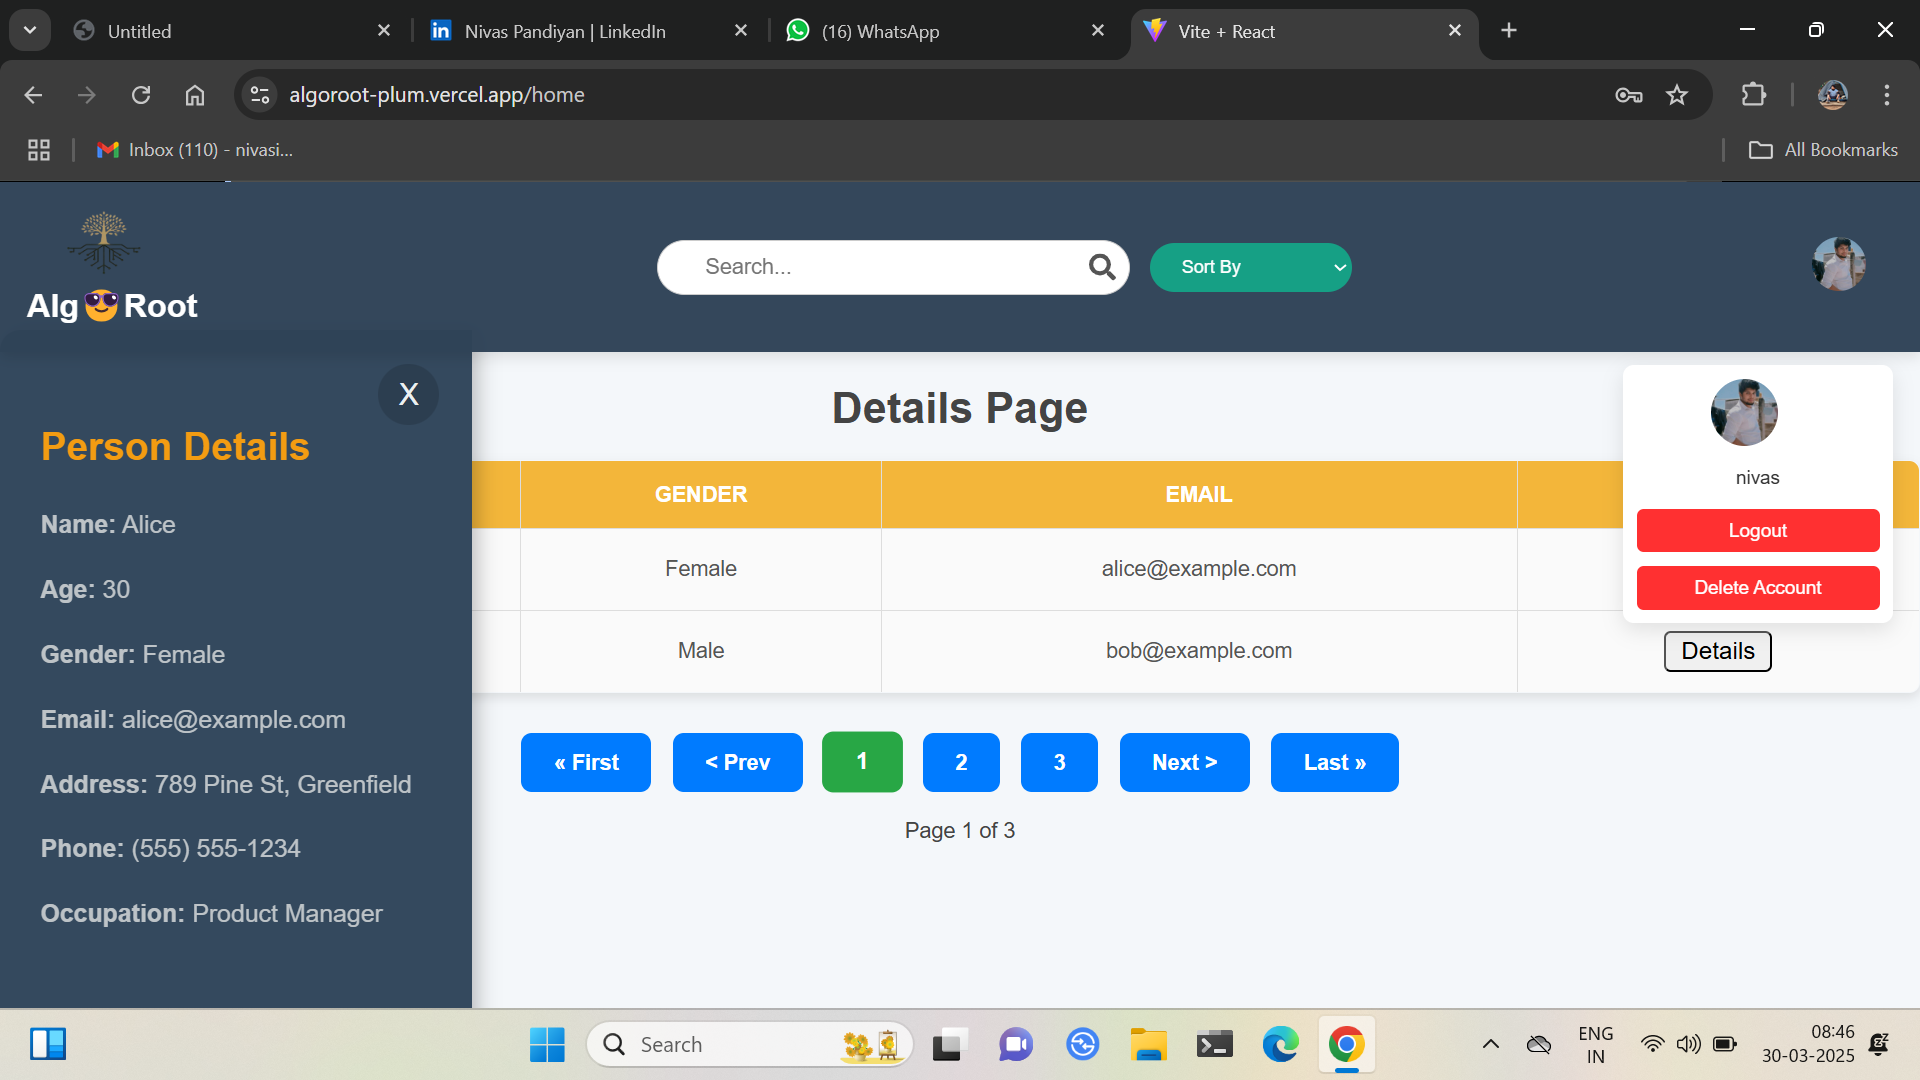 Untitled
Nivas Pandiyan | LinkedIn
(16) WhatsApp
Vite + React
algoroot-plum.vercel.app/home
Inbox (110) - nivasi...
All Bookmarks
Alg😎Root
Search...
Sort By
X
Person Details
Name: Alice
Age: 30
Gender: Female
Email: alice@example.com
Address: 789 Pine St, Greenfield
Phone: (555) 555-1234
Occupation: Product Manager
Details Page
GENDER EMAIL
Female alice@example.com
Male bob@example.com Details
nivas
Logout
Delete Account
« First < Prev 1 2 3 Next > Last »
Page 1 of 3
Search
ENG
IN
08:46
30-03-2025